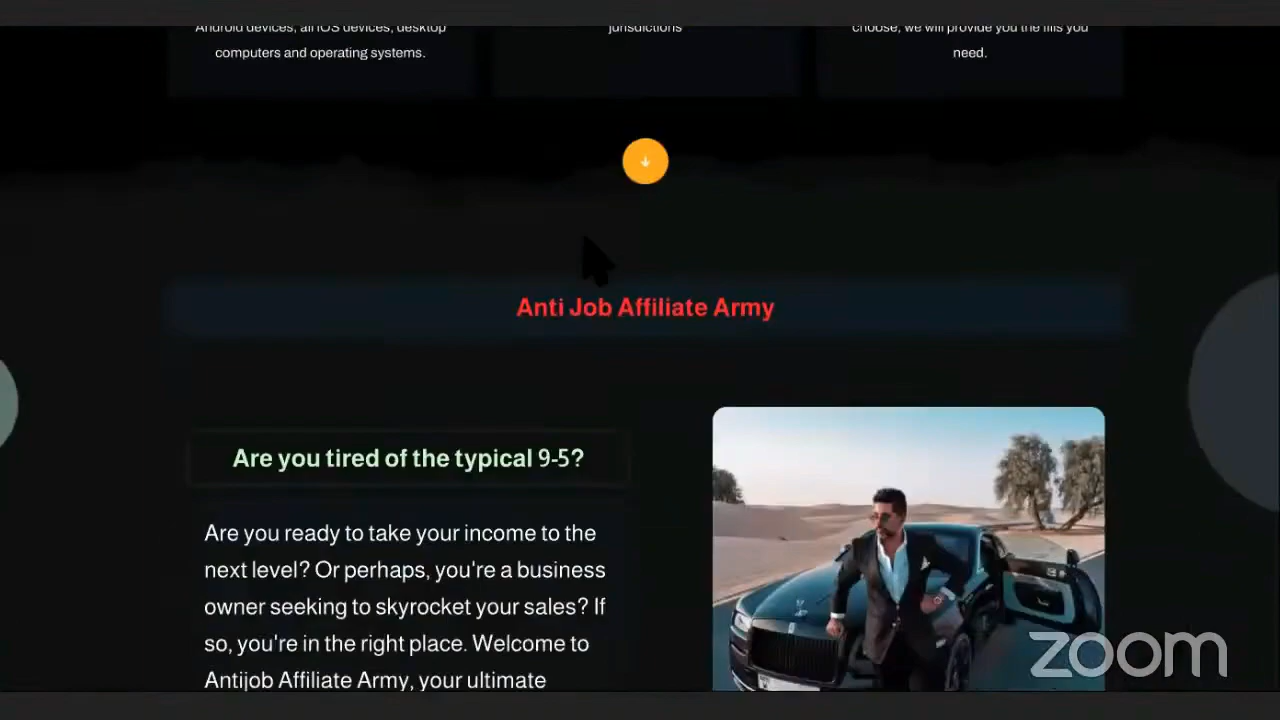 Android devices, all iOS devices, desktop
computers and operating systems.
jurisdictions
choose, we will provide you the fills you
need.
Anti Job Affiliate Army
Are you tired of the typical 9-5?
Are you ready to take your income to the
next level? Or perhaps, you're a business
owner seeking to skyrocket your sales? If
so, you're in the right place. Welcome to
Antijob Affiliate Army, your ultimate
zoom